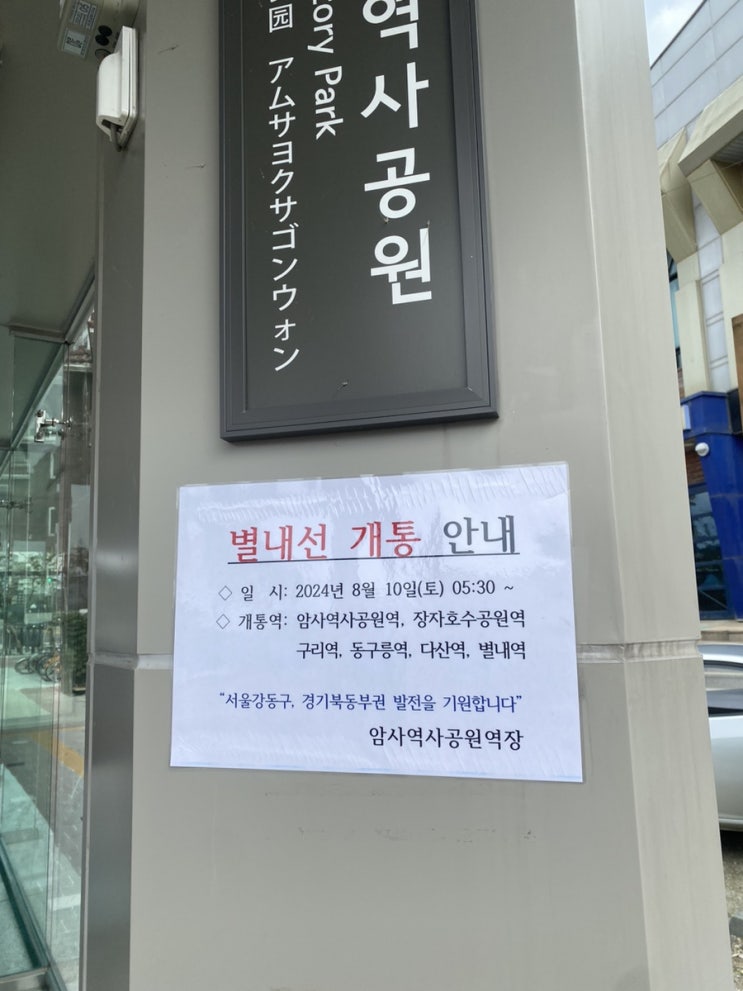 역사공원
tory Park
园 アムサヨクサゴンウォン
별내선 개통 안내
◇ 일 시: 2024년 8월 10일(토) 05:30 ~
◇ 개통역: 암사역사공원역, 장자호수공원역
구리역, 동구릉역, 다산역, 별내역
“서울강동구, 경기북동부권 발전을 기원합니다”
암사역사공원역장